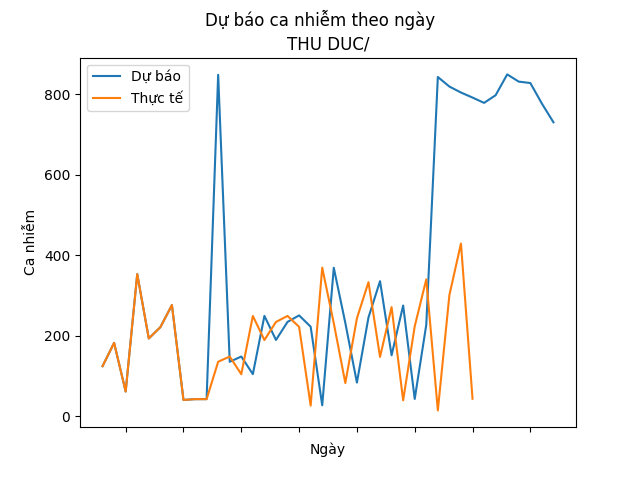 Dự báo ca nhiễm theo ngày
THU DUC/
Dự báo
Thực tế
800
600
400
200
0
Ca nhiễm
Ngày